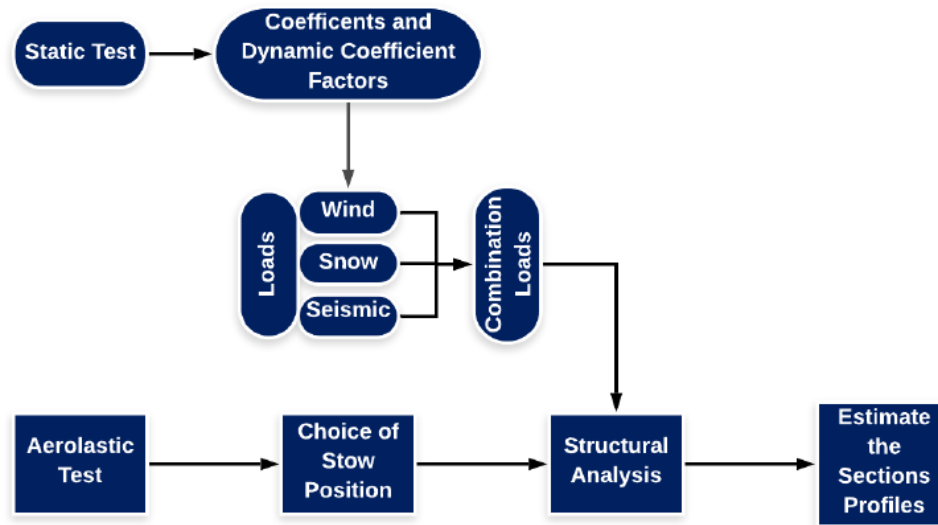 Static Test
Coefficents and
Dynamic Coefficient
Factors
Loads
Wind
Snow
Seismic
Combination
Loads
Aerolastic
Test
Choice of
Stow
Position
Structural
Analysis
Estimate
the
Sections
Profiles